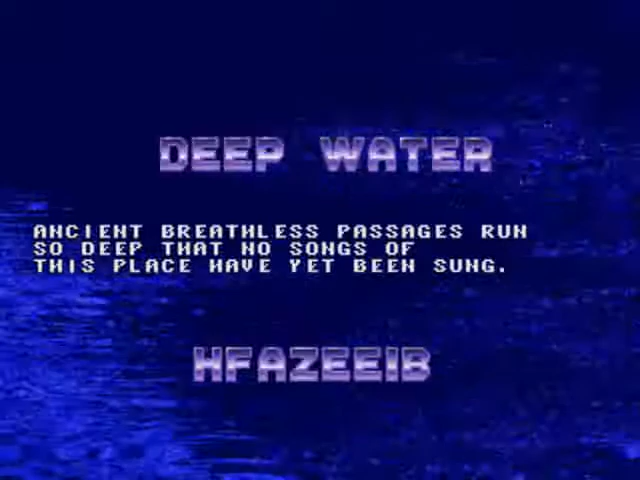 DEEP WATER
ANCIENT BREATHLESS PASSAGES RUN
SO DEEP THAT NO SONGS OF
THIS PLACE HAVE YET BEEN SUNG.
HFAZEEIB